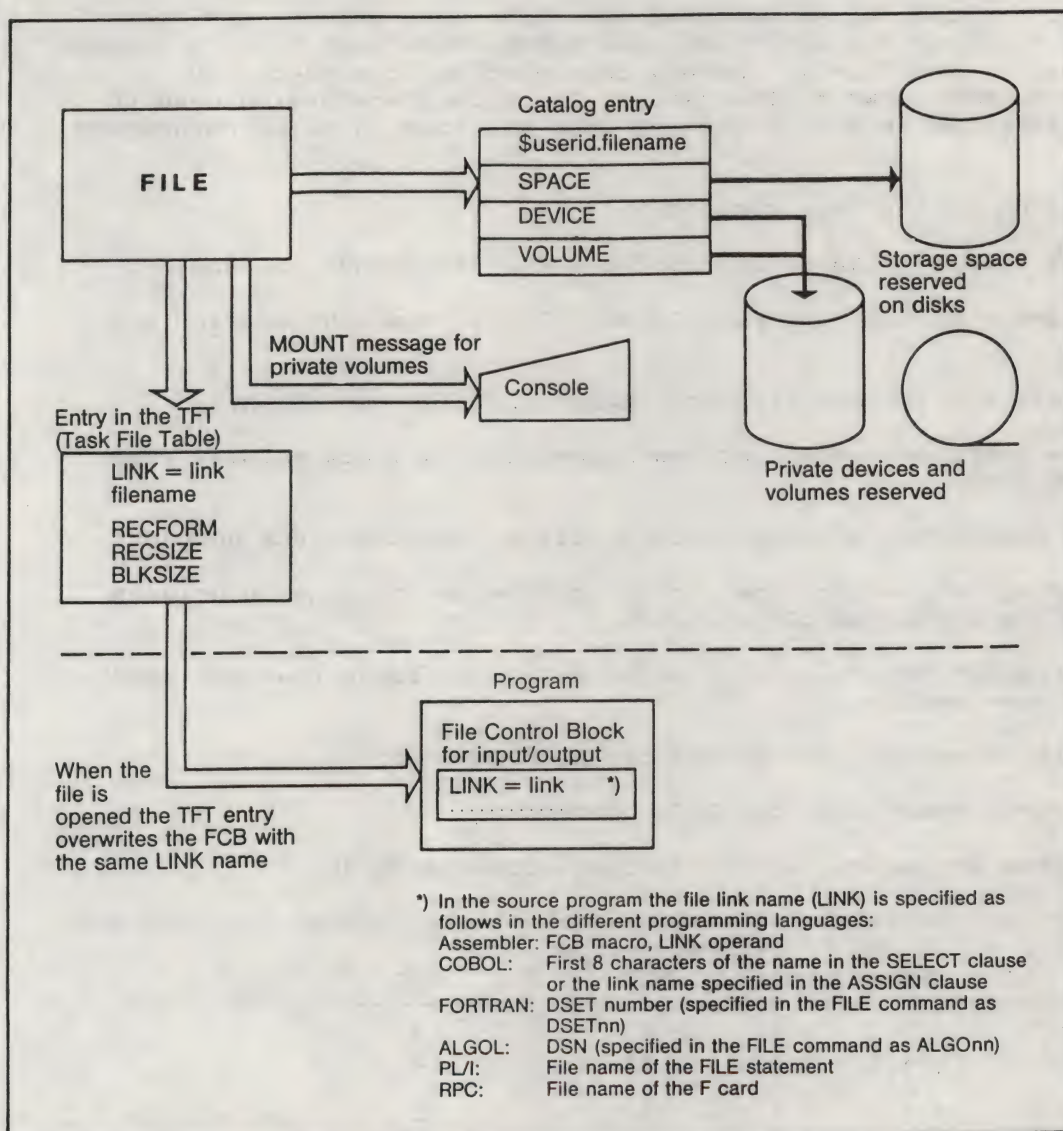 Catalog entry
$userid.filename
FILE
SPACE
DEVICE
VOLUME
Storage space
reserved
on disks
MOUNT message for
private volumes
Console
Entry in the TFT
(Task File Table)
LINK = link
filename
RECFORM
RECSIZE
BLKSIZE
Private devices and
volumes reserved
Program
File Control Block
for input/output
LINK = link *)
............
When the
file is
opened the TFT entry
overwrites the FCB with
the same LINK name
*) In the source program the file link name (LINK) is specified as
follows in the different programming languages:
Assembler: FCB macro, LINK operand
COBOL: First 8 characters of the name in the SELECT clause
or the link name specified in the ASSIGN clause
FORTRAN: DSET number (specified in the FILE command as
DSETnn)
ALGOL: DSN (specified in the FILE command as ALGOnn)
PL/I: File name of the FILE statement
RPC: File name of the F card